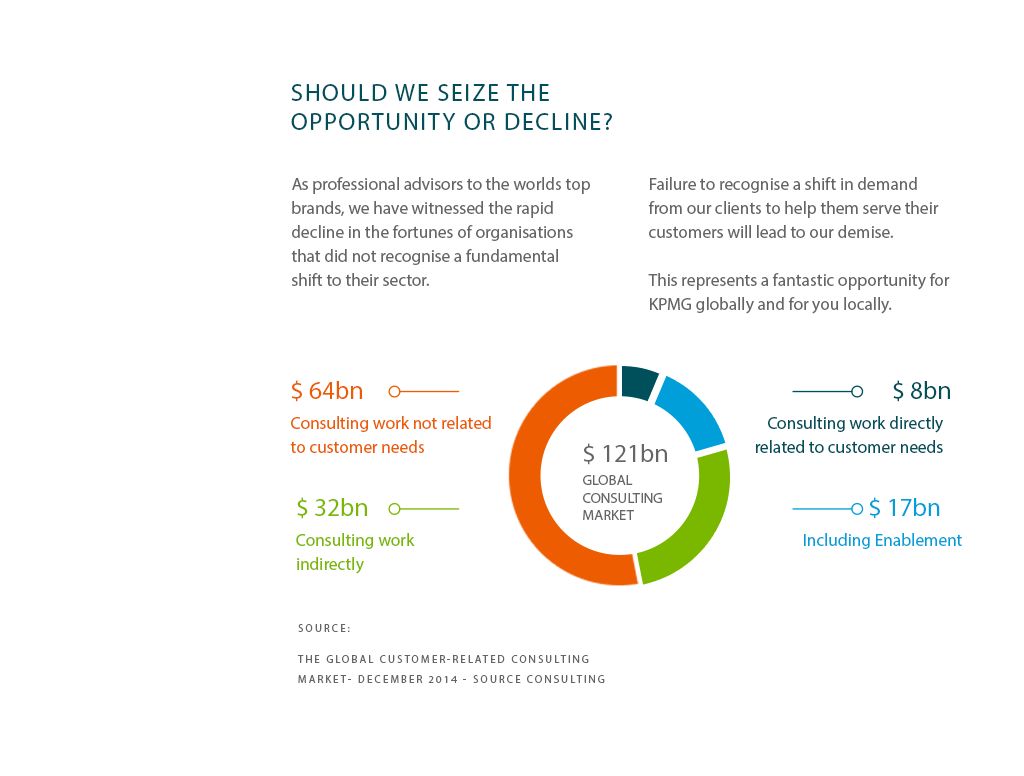 SHOULD WE SEIZE THE
OPPORTUNITY OR DECLINE?
As professional advisors to the worlds top
brands, we have witnessed the rapid
decline in the fortunes of organisations
that did not recognise a fundamental
shift to their sector.
Failure to recognise a shift in demand
from our clients to help them serve their
customers will lead to our demise.
This represents a fantastic opportunity for
KPMG globally and for you locally.
$ 64bn
Consulting work not related
to customer needs
$ 32bn
Consulting work
indirectly
$ 121bn
GLOBAL
CONSULTING
MARKET
$ 8bn
Consulting work directly
related to customer needs
$ 17bn
Including Enablement
SOURCE:
THE GLOBAL CUSTOMER-RELATED CONSULTING
MARKET- DECEMBER 2014 - SOURCE CONSULTING